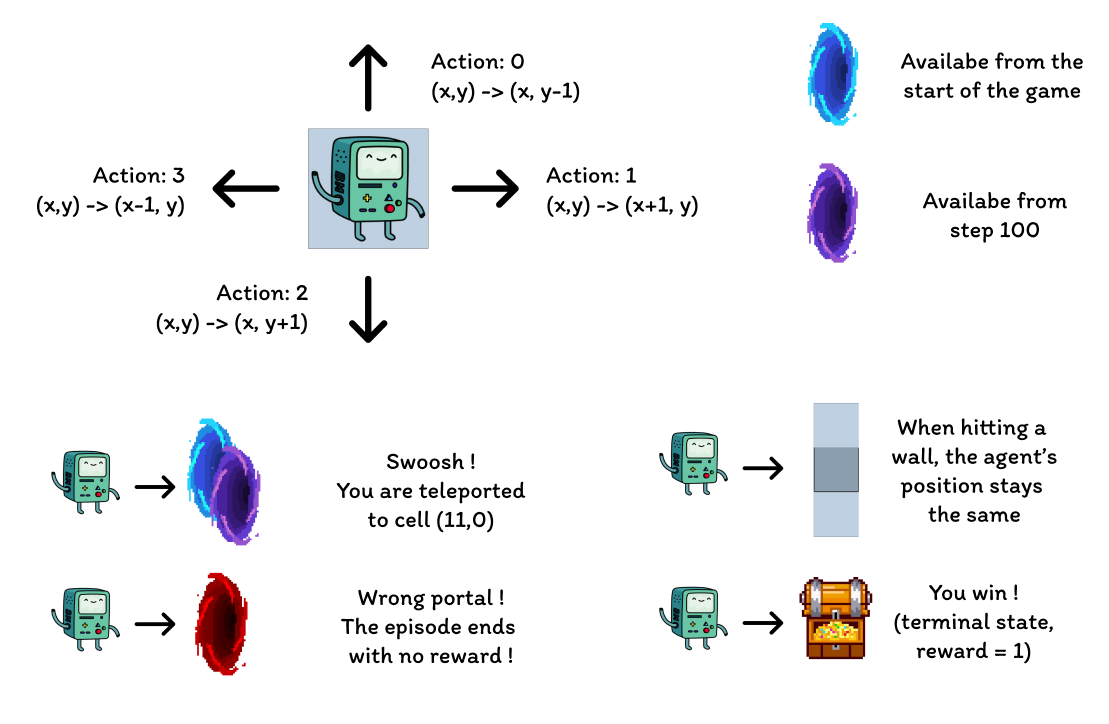 Action: 0
(x,y) -> (x, y-1)
Availabe from the
start of the game
Action: 3
(x,y) -> (x-1, y)
Action: 1
(x,y) -> (x+1, y)
Availabe from
step 100
Action: 2
(x,y) -> (x, y+1)
Swoosh !
You are teleported
to cell (11,0)
When hitting a
wall, the agent's
position stays
the same
Wrong portal !
The episode ends
with no reward !
You win !
(terminal state,
reward = 1)